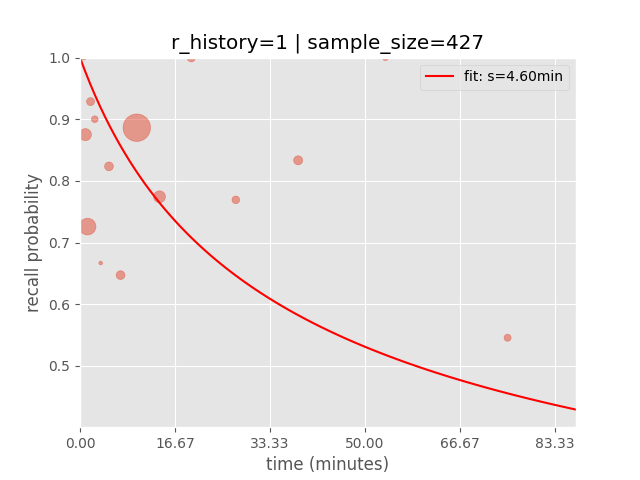 r_history=1 | sample_size=427
fit: s=4.60min
recall probability
1.0
0.9
0.8
0.7
0.6
0.5
0.00 16.67 33.33 50.00 66.67 83.33
time (minutes)